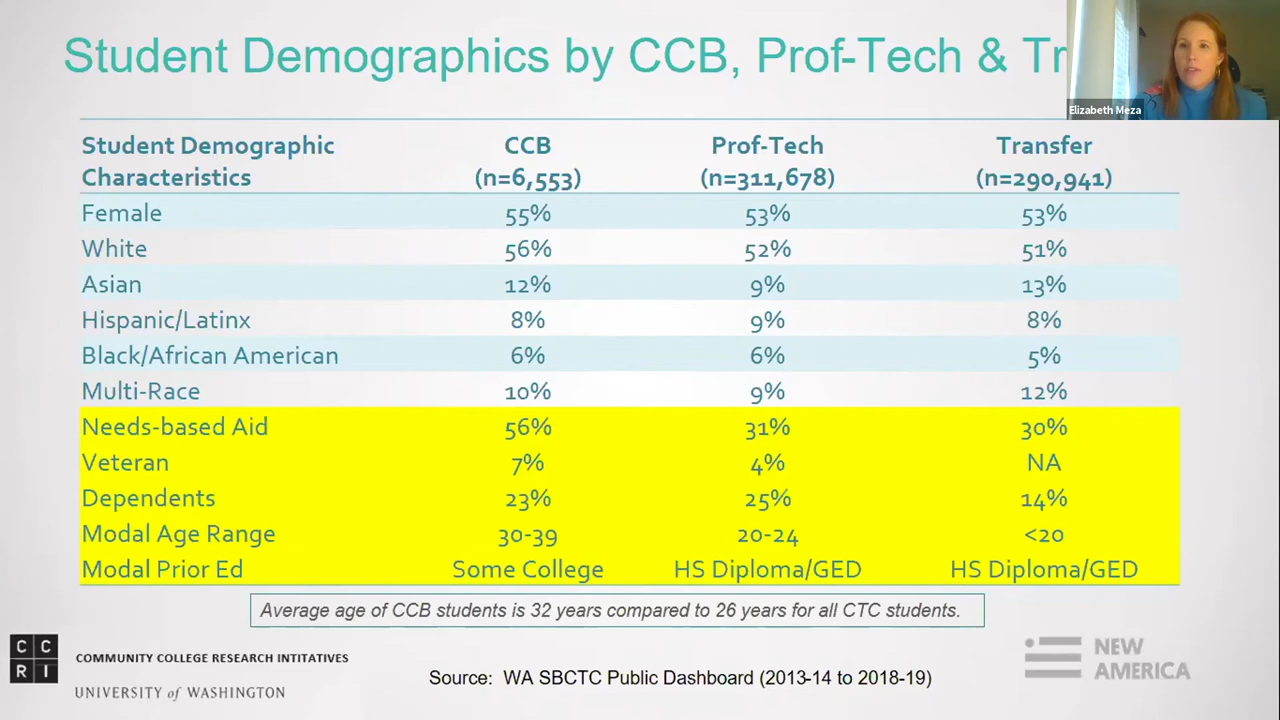 Student Demographics by CCB, Prof-Tech & Tr
Elizabeth Meza
Student Demographic Characteristics
CCB (n=6,553)
Prof-Tech (n=311,678)
Transfer (n=290,941)
Female 55% 53% 53%
White 56% 52% 51%
Asian 12% 9% 13%
Hispanic/Latinx 8% 9% 8%
Black/African American 6% 6% 5%
Multi-Race 10% 9% 12%
Needs-based Aid 56% 31% 30%
Veteran 7% 4% NA
Dependents 23% 25% 14%
Modal Age Range 30-39 20-24 <20
Modal Prior Ed Some College HS Diploma/GED HS Diploma/GED
Average age of CCB students is 32 years compared to 26 years for all CTC students.
C C
R I
COMMUNITY COLLEGE RESEARCH INTITATIVES
UNIVERSITY of WASHINGTON
Source: WA SBCTC Public Dashboard (2013-14 to 2018-19)
NEW
AMERICA